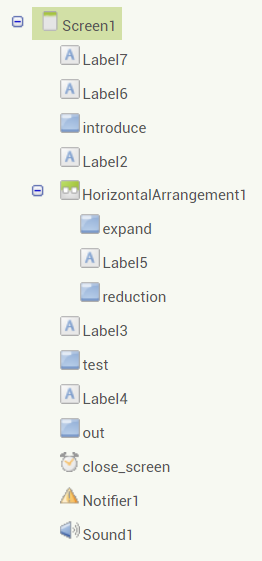 Screen1
A Label7
A Label6
introduce
A Label2
HorizontalArrangement1
expand
A Label5
reduction
A Label3
test
A Label4
out
close_screen
Notifier1
Sound1